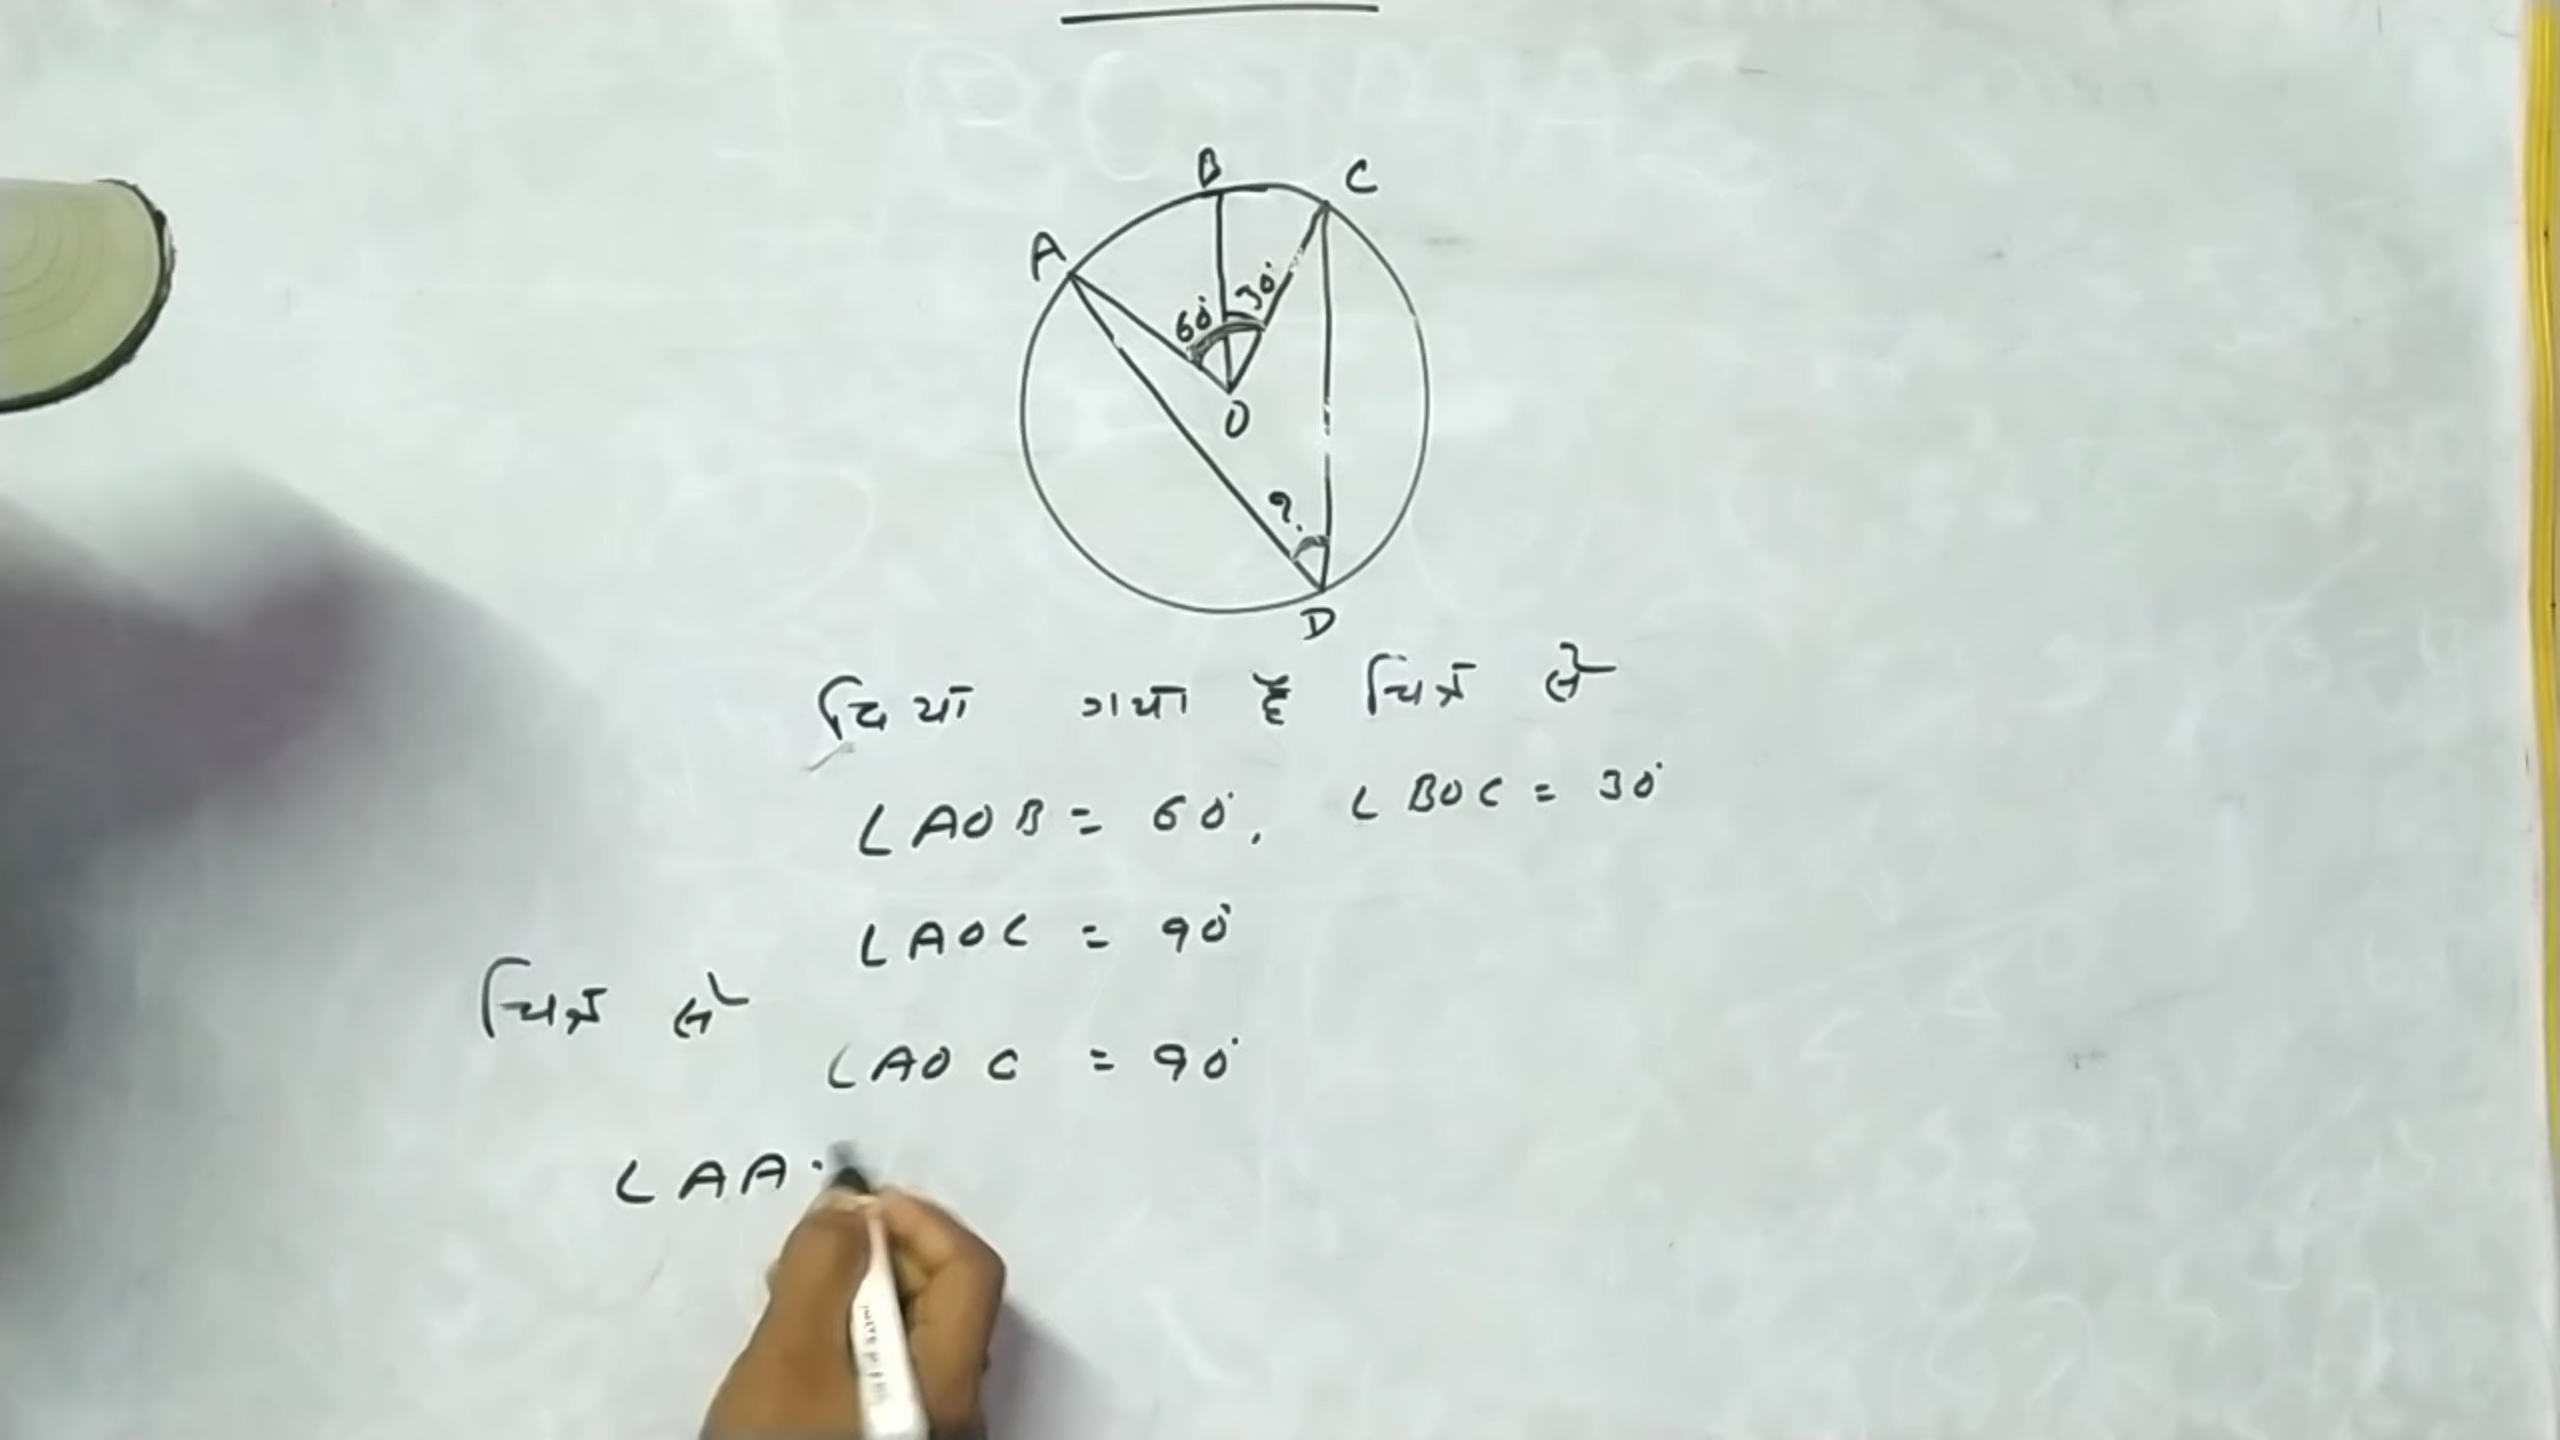 B C
A
60° 30°
O
?
D
दिया गया है चित्र से
∠AOB = 60°, ∠BOC = 30°
∠AOC = 90°
चित्र से
∠AOC = 90°
∠AA